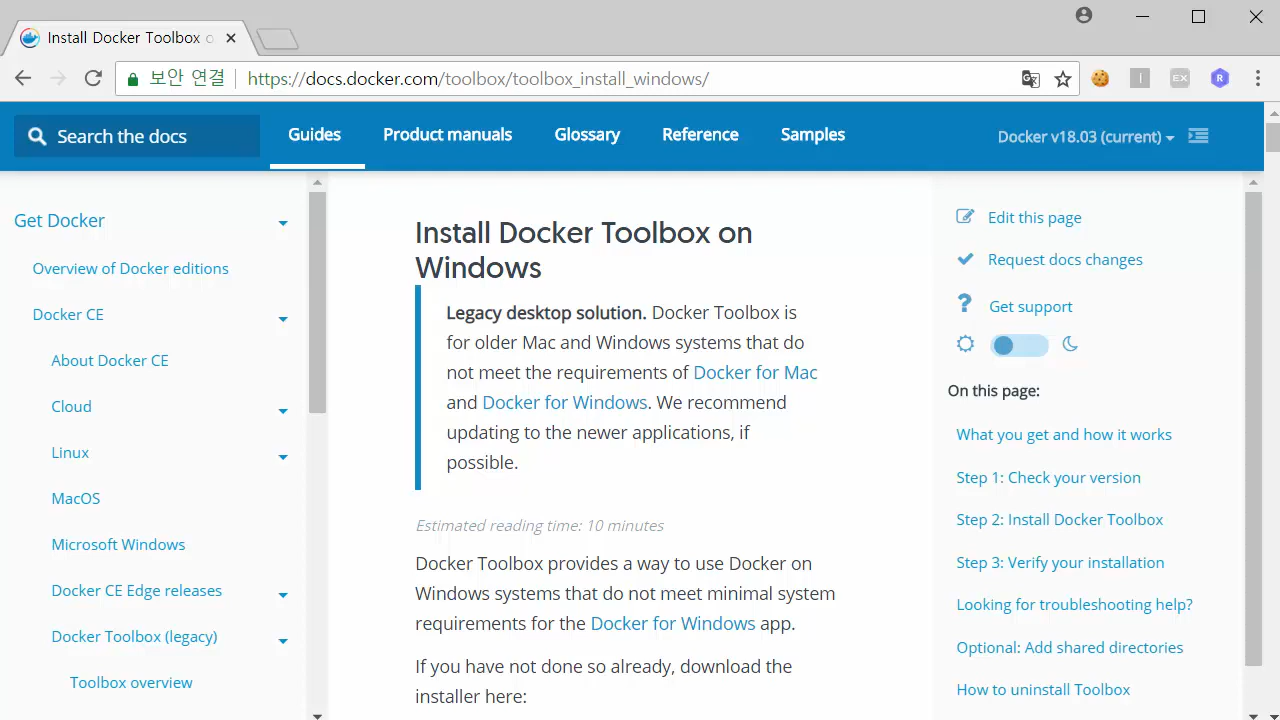 Install Docker Toolbox o
보안 연결
https://docs.docker.com/toolbox/toolbox_install_windows/
EX
R
Search the docs
Guides
Product manuals
Glossary
Reference
Samples
Docker v18.03 (current)
Get Docker
Overview of Docker editions
Docker CE
About Docker CE
Cloud
Linux
MacOS
Microsoft Windows
Docker CE Edge releases
Docker Toolbox (legacy)
Toolbox overview
Install Docker Toolbox on
Windows
Legacy desktop solution. Docker Toolbox is
for older Mac and Windows systems that do
not meet the requirements of Docker for Mac
and Docker for Windows. We recommend
updating to the newer applications, if
possible.
Estimated reading time: 10 minutes
Docker Toolbox provides a way to use Docker on
Windows systems that do not meet minimal system
requirements for the Docker for Windows app.
If you have not done so already, download the
installer here:
Edit this page
Request docs changes
Get support
On this page:
What you get and how it works
Step 1: Check your version
Step 2: Install Docker Toolbox
Step 3: Verify your installation
Looking for troubleshooting help?
Optional: Add shared directories
How to uninstall Toolbox